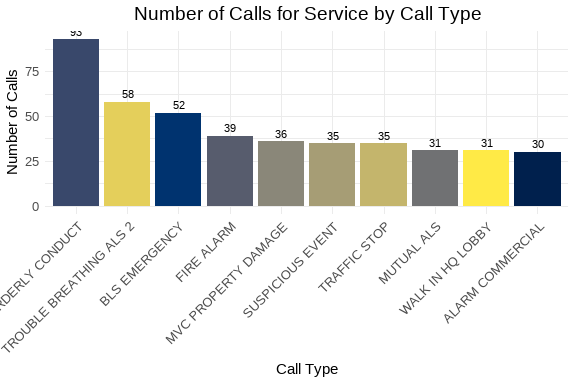 Number of Calls for Service by Call Type
Number of Calls
75
50
25
0
93
58
52
39
36
35
35
31
31
30
RDERLY CONDUCT
TROUBLE BREATHING ALS 2
BLS EMERGENCY
FIRE ALARM
MVC PROPERTY DAMAGE
SUSPICIOUS EVENT
TRAFFIC STOP
MUTUAL ALS
WALK IN HQ LOBBY
ALARM COMMERCIAL
Call Type